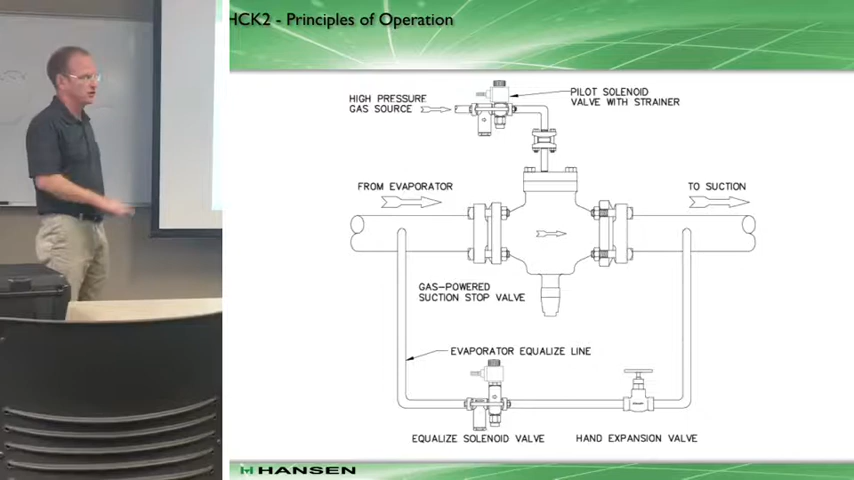 HCK2 - Principles of Operation
HIGH PRESSURE
GAS SOURCE
PILOT SOLENOID
VALVE WITH STRAINER
FROM EVAPORATOR
TO SUCTION
GAS-POWERED
SUCTION STOP VALVE
EVAPORATOR EQUALIZE LINE
EQUALIZE SOLENOID VALVE
HAND EXPANSION VALVE
HANSEN